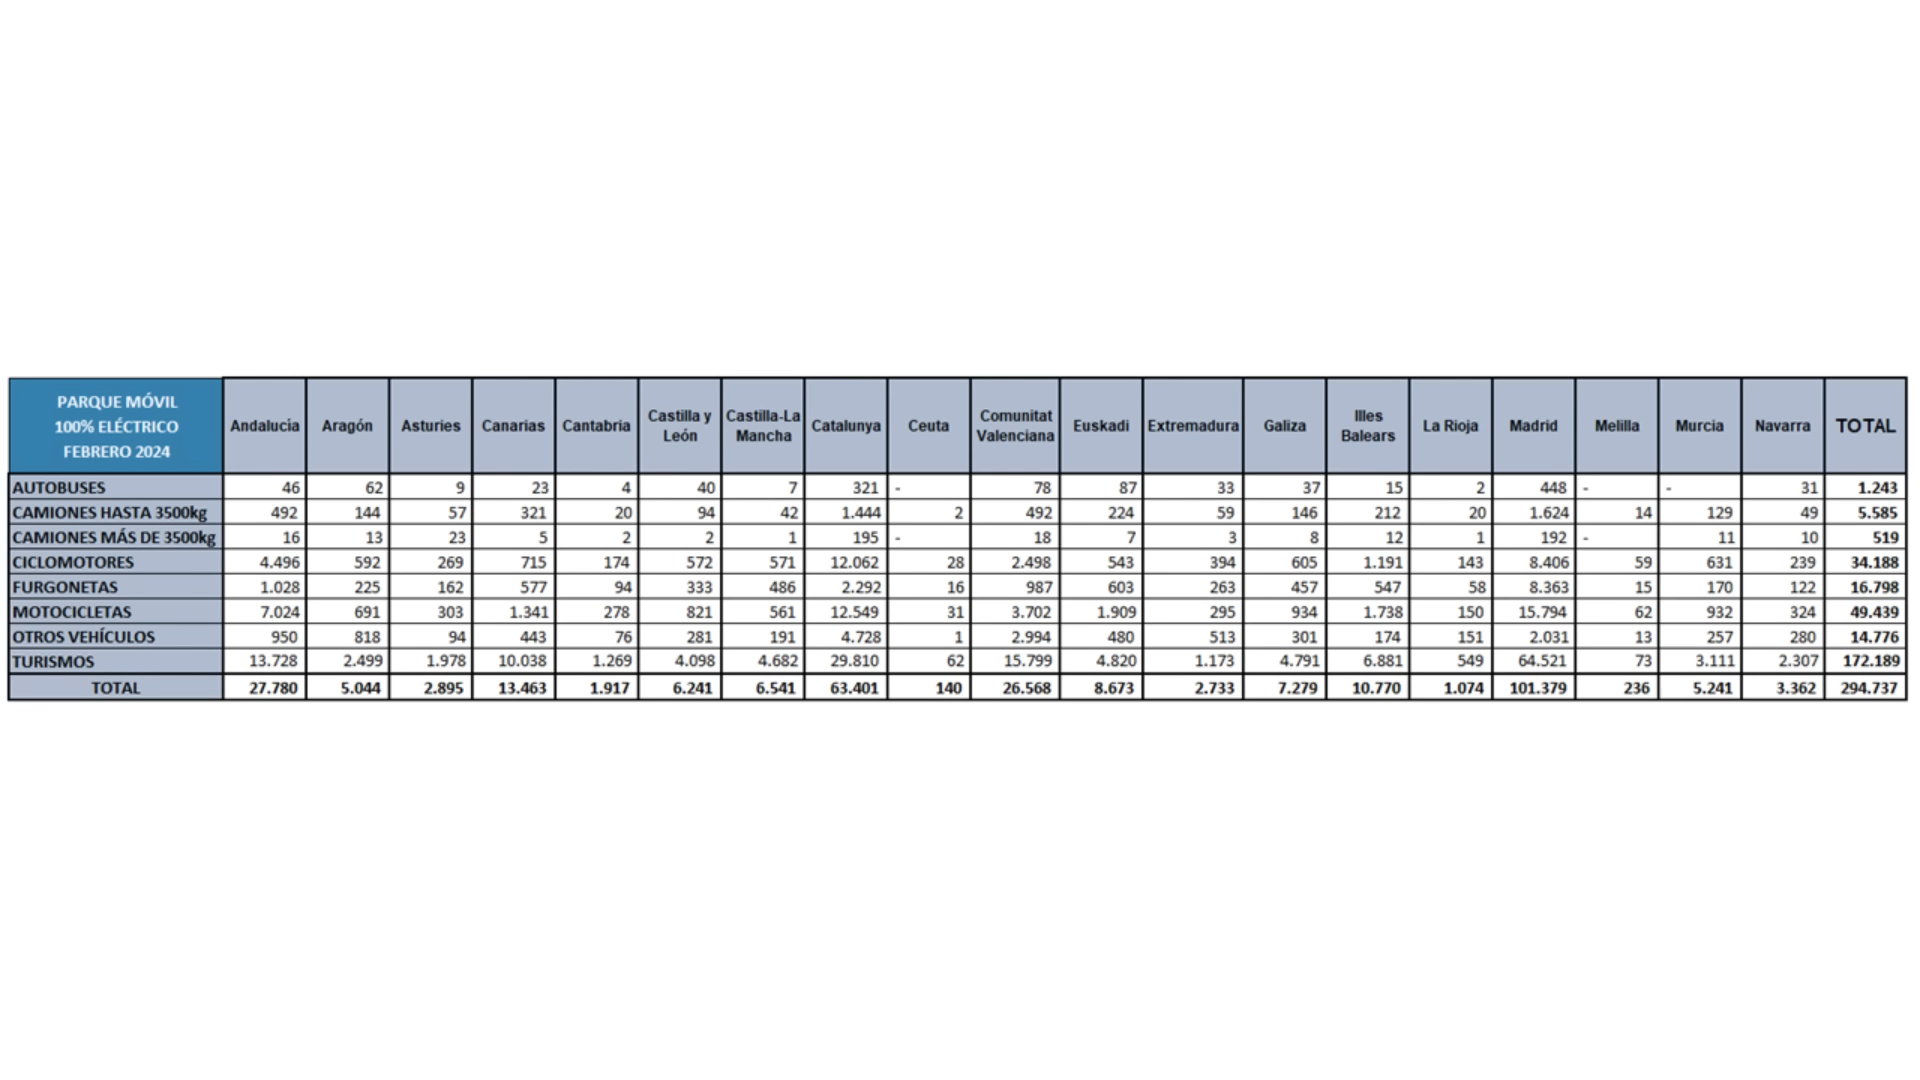 PARQUE MÓVIL
100% ELÉCTRICO
FEBRERO 2024
Andalucía Aragón Asturies Canarias Cantabria Castilla y León Castilla-La Mancha Catalunya Ceuta Comunitat Valenciana Euskadi Extremadura Galiza Illes Balears La Rioja Madrid Melilla Murcia Navarra TOTAL
AUTOBUSES 46 62 9 23 4 40 7 321 - 78 87 33 37 15 2 448 - - 31 1.243
CAMIONES HASTA 3500kg 492 144 57 321 20 94 42 1.444 2 492 224 59 146 212 20 1.624 14 129 49 5.585
CAMIONES MÁS DE 3500kg 16 13 23 5 2 2 1 195 - 18 7 3 8 12 1 192 - 11 10 519
CICLOMOTORES 4.496 592 269 715 174 572 571 12.062 28 2.498 543 394 605 1.191 143 8.406 59 631 239 34.188
FURGONETAS 1.028 225 162 577 94 333 486 2.292 16 987 603 263 457 547 58 8.363 15 170 122 16.798
MOTOCICLETAS 7.024 691 303 1.341 278 821 561 12.549 31 3.702 1.909 295 934 1.738 150 15.794 62 932 324 49.439
OTROS VEHÍCULOS 950 818 94 443 76 281 191 4.728 1 2.994 480 513 301 174 151 2.031 13 257 280 14.776
TURISMOS 13.728 2.499 1.978 10.038 1.269 4.098 4.682 29.810 62 15.799 4.820 1.173 4.791 6.881 549 64.521 73 3.111 2.307 172.189
TOTAL 27.780 5.044 2.895 13.463 1.917 6.241 6.541 63.401 140 26.568 8.673 2.733 7.279 10.770 1.074 101.379 236 5.241 3.362 294.737